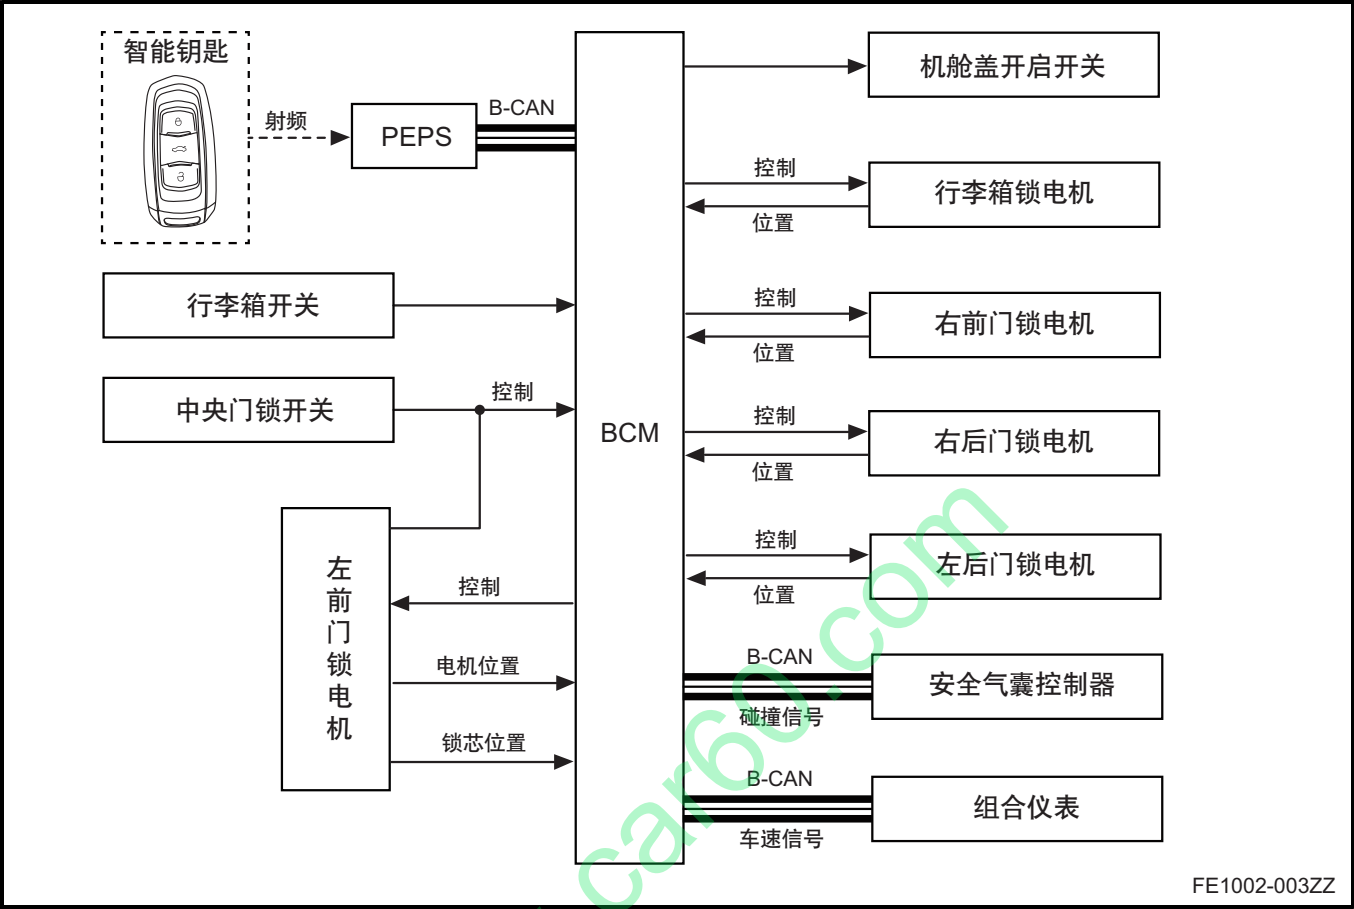 智能钥匙
射频
PEPS
B-CAN
行李箱开关
中央门锁开关
控制
左前门锁电机
控制
电机位置
锁芯位置
BCM
机舱盖开启开关
控制
行李箱锁电机
位置
控制
右前门锁电机
位置
控制
右后门锁电机
位置
控制
左后门锁电机
位置
B-CAN
安全气囊控制器
碰撞信号
B-CAN
组合仪表
车速信号
car60.com
FE1002-003ZZ